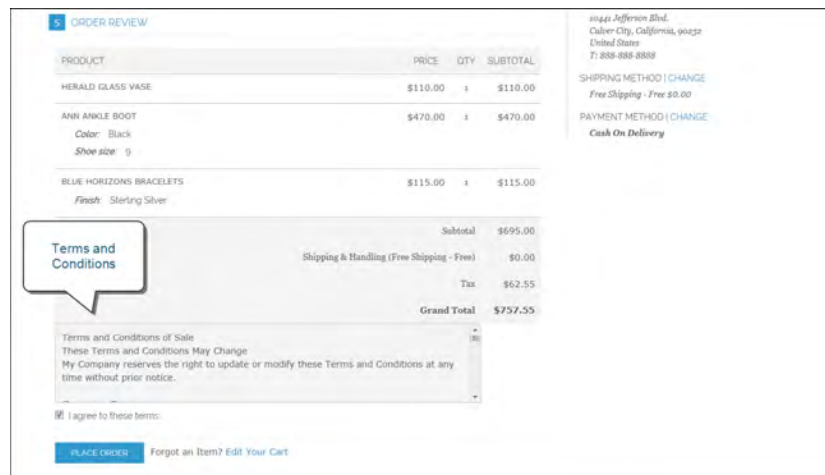 5 ORDER REVIEW
PRODUCT PRICE QTY SUBTOTAL
HERALD GLASS VASE $110.00 1 $110.00
ANN ANKLE BOOT $470.00 1 $470.00
Color: Black
Shoe size: 9
BLUE HORIZONS BRACELETS $115.00 1 $115.00
Finish: Sterling Silver
Subtotal $695.00
Shipping & Handling (Free Shipping - Free) $0.00
Tax $62.55
Grand Total $757.55
Terms and
Conditions
Terms and Conditions of Sale
These Terms and Conditions May Change
My Company reserves the right to update or modify these Terms and Conditions at any
time without prior notice.
I agree to these terms.
PLACE ORDER Forgot an Item? Edit Your Cart
10441 Jefferson Blvd.
Culver City, California, 90232
United States
T: 888-888-8888
SHIPPING METHOD | CHANGE
Free Shipping - Free $0.00
PAYMENT METHOD | CHANGE
Cash On Delivery